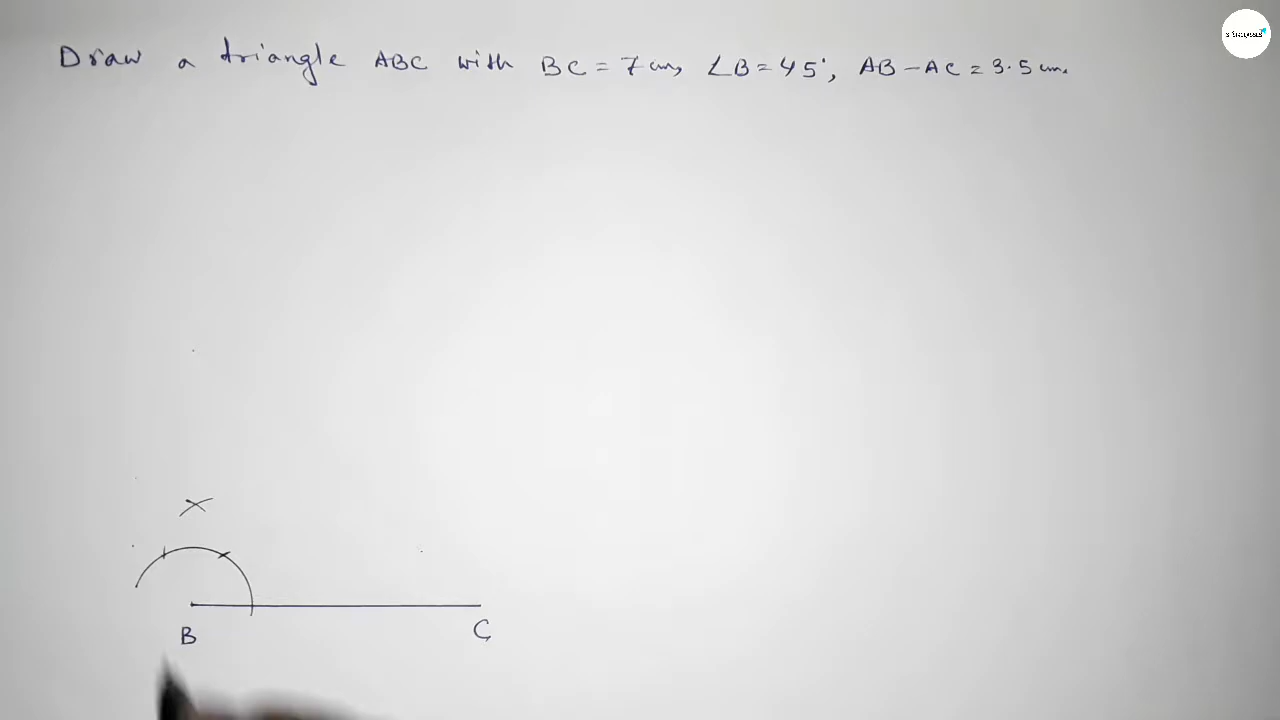 Draw a triangle ABC with BC = 7 cm, ∠B = 45°, AB - AC = 3.5 cm.
B C